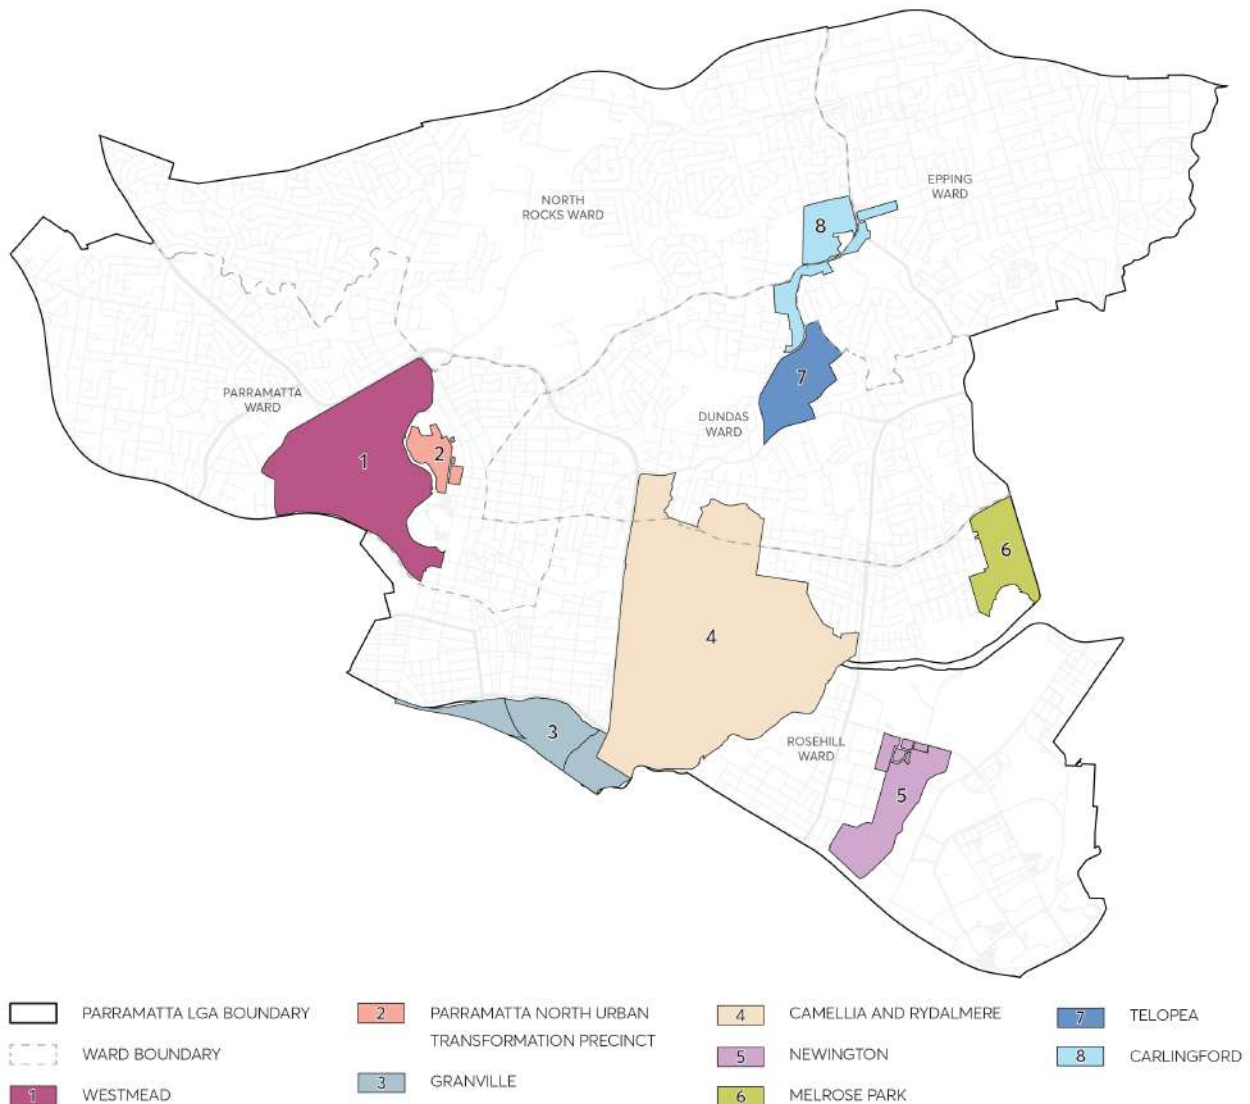 NORTH
ROCKS WARD
EPPING
WARD
8
PARRAMATTA
WARD
7
DUNDAS
WARD
1
2
6
4
3
ROSEHILL
WARD
5
PARRAMATTA LGA BOUNDARY
WARD BOUNDARY
1 WESTMEAD
2 PARRAMATTA NORTH URBAN
TRANSFORMATION PRECINCT
3 GRANVILLE
4 CAMELLIA AND RYDALMERE
5 NEWINGTON
6 MELROSE PARK
7 TELOPEA
8 CARLINGFORD